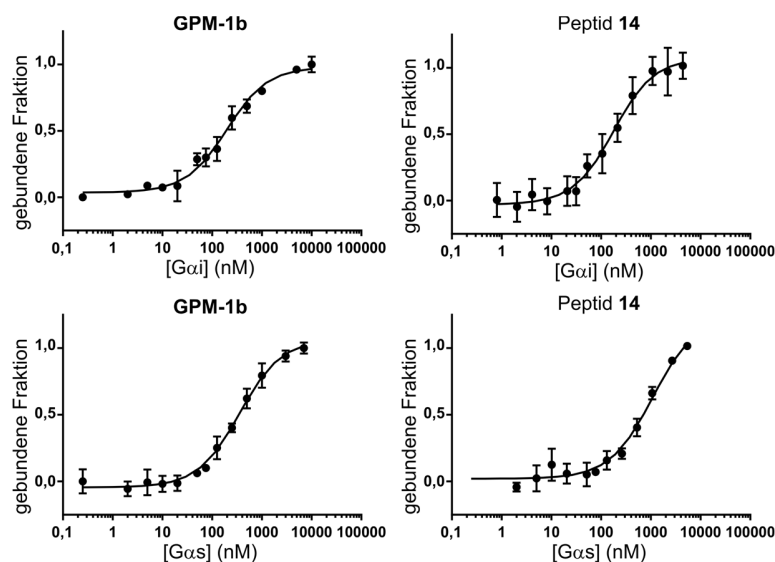 GPM-1b
gebundene Fraktion
1,0
0,5
0,0
0,1 1 10 100 1000 10000 100000
[Gαi] (nM)
Peptid 14
gebundene Fraktion
1,0
0,5
0,0
0,1 1 10 100 1000 10000 100000
[Gαi] (nM)
GPM-1b
gebundene Fraktion
1,0
0,5
0,0
0,1 1 10 100 1000 10000 100000
[Gαs] (nM)
Peptid 14
gebundene Fraktion
1,0
0,5
0,0
0,1 1 10 100 1000 10000 100000
[Gαs] (nM)